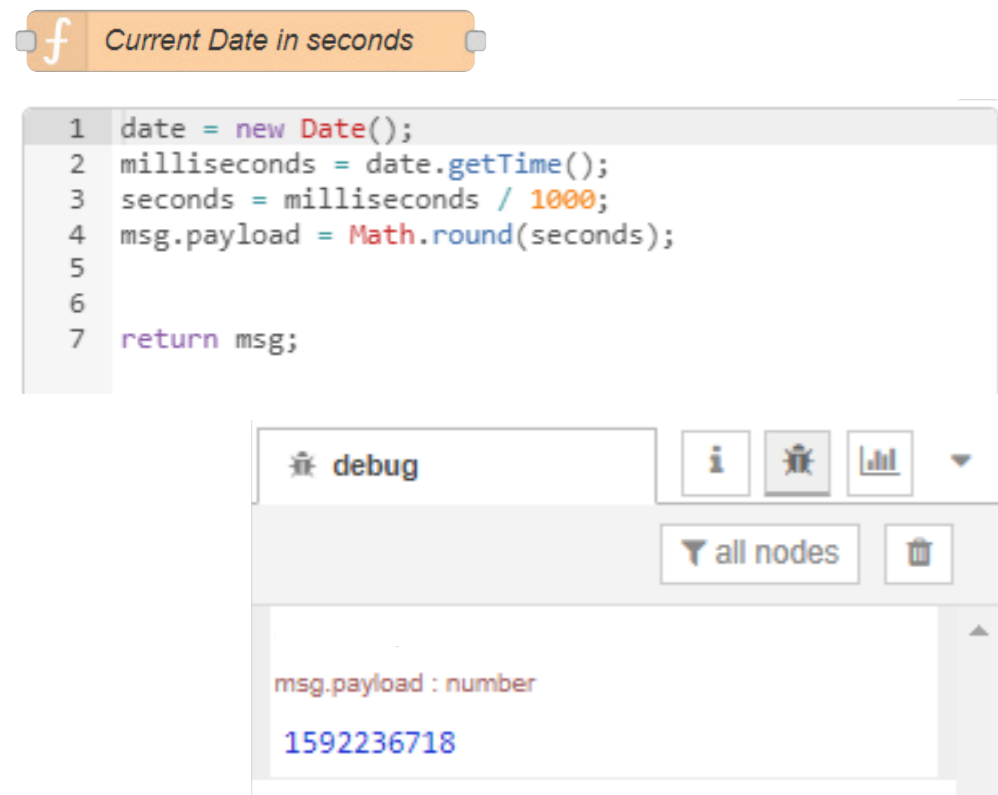 f Current Date in seconds
1 date = new Date();
2 milliseconds = date.getTime();
3 seconds = milliseconds / 1000;
4 msg.payload = Math.round(seconds);
5
6
7 return msg;
debug i
all nodes
msg.payload : number
1592236718